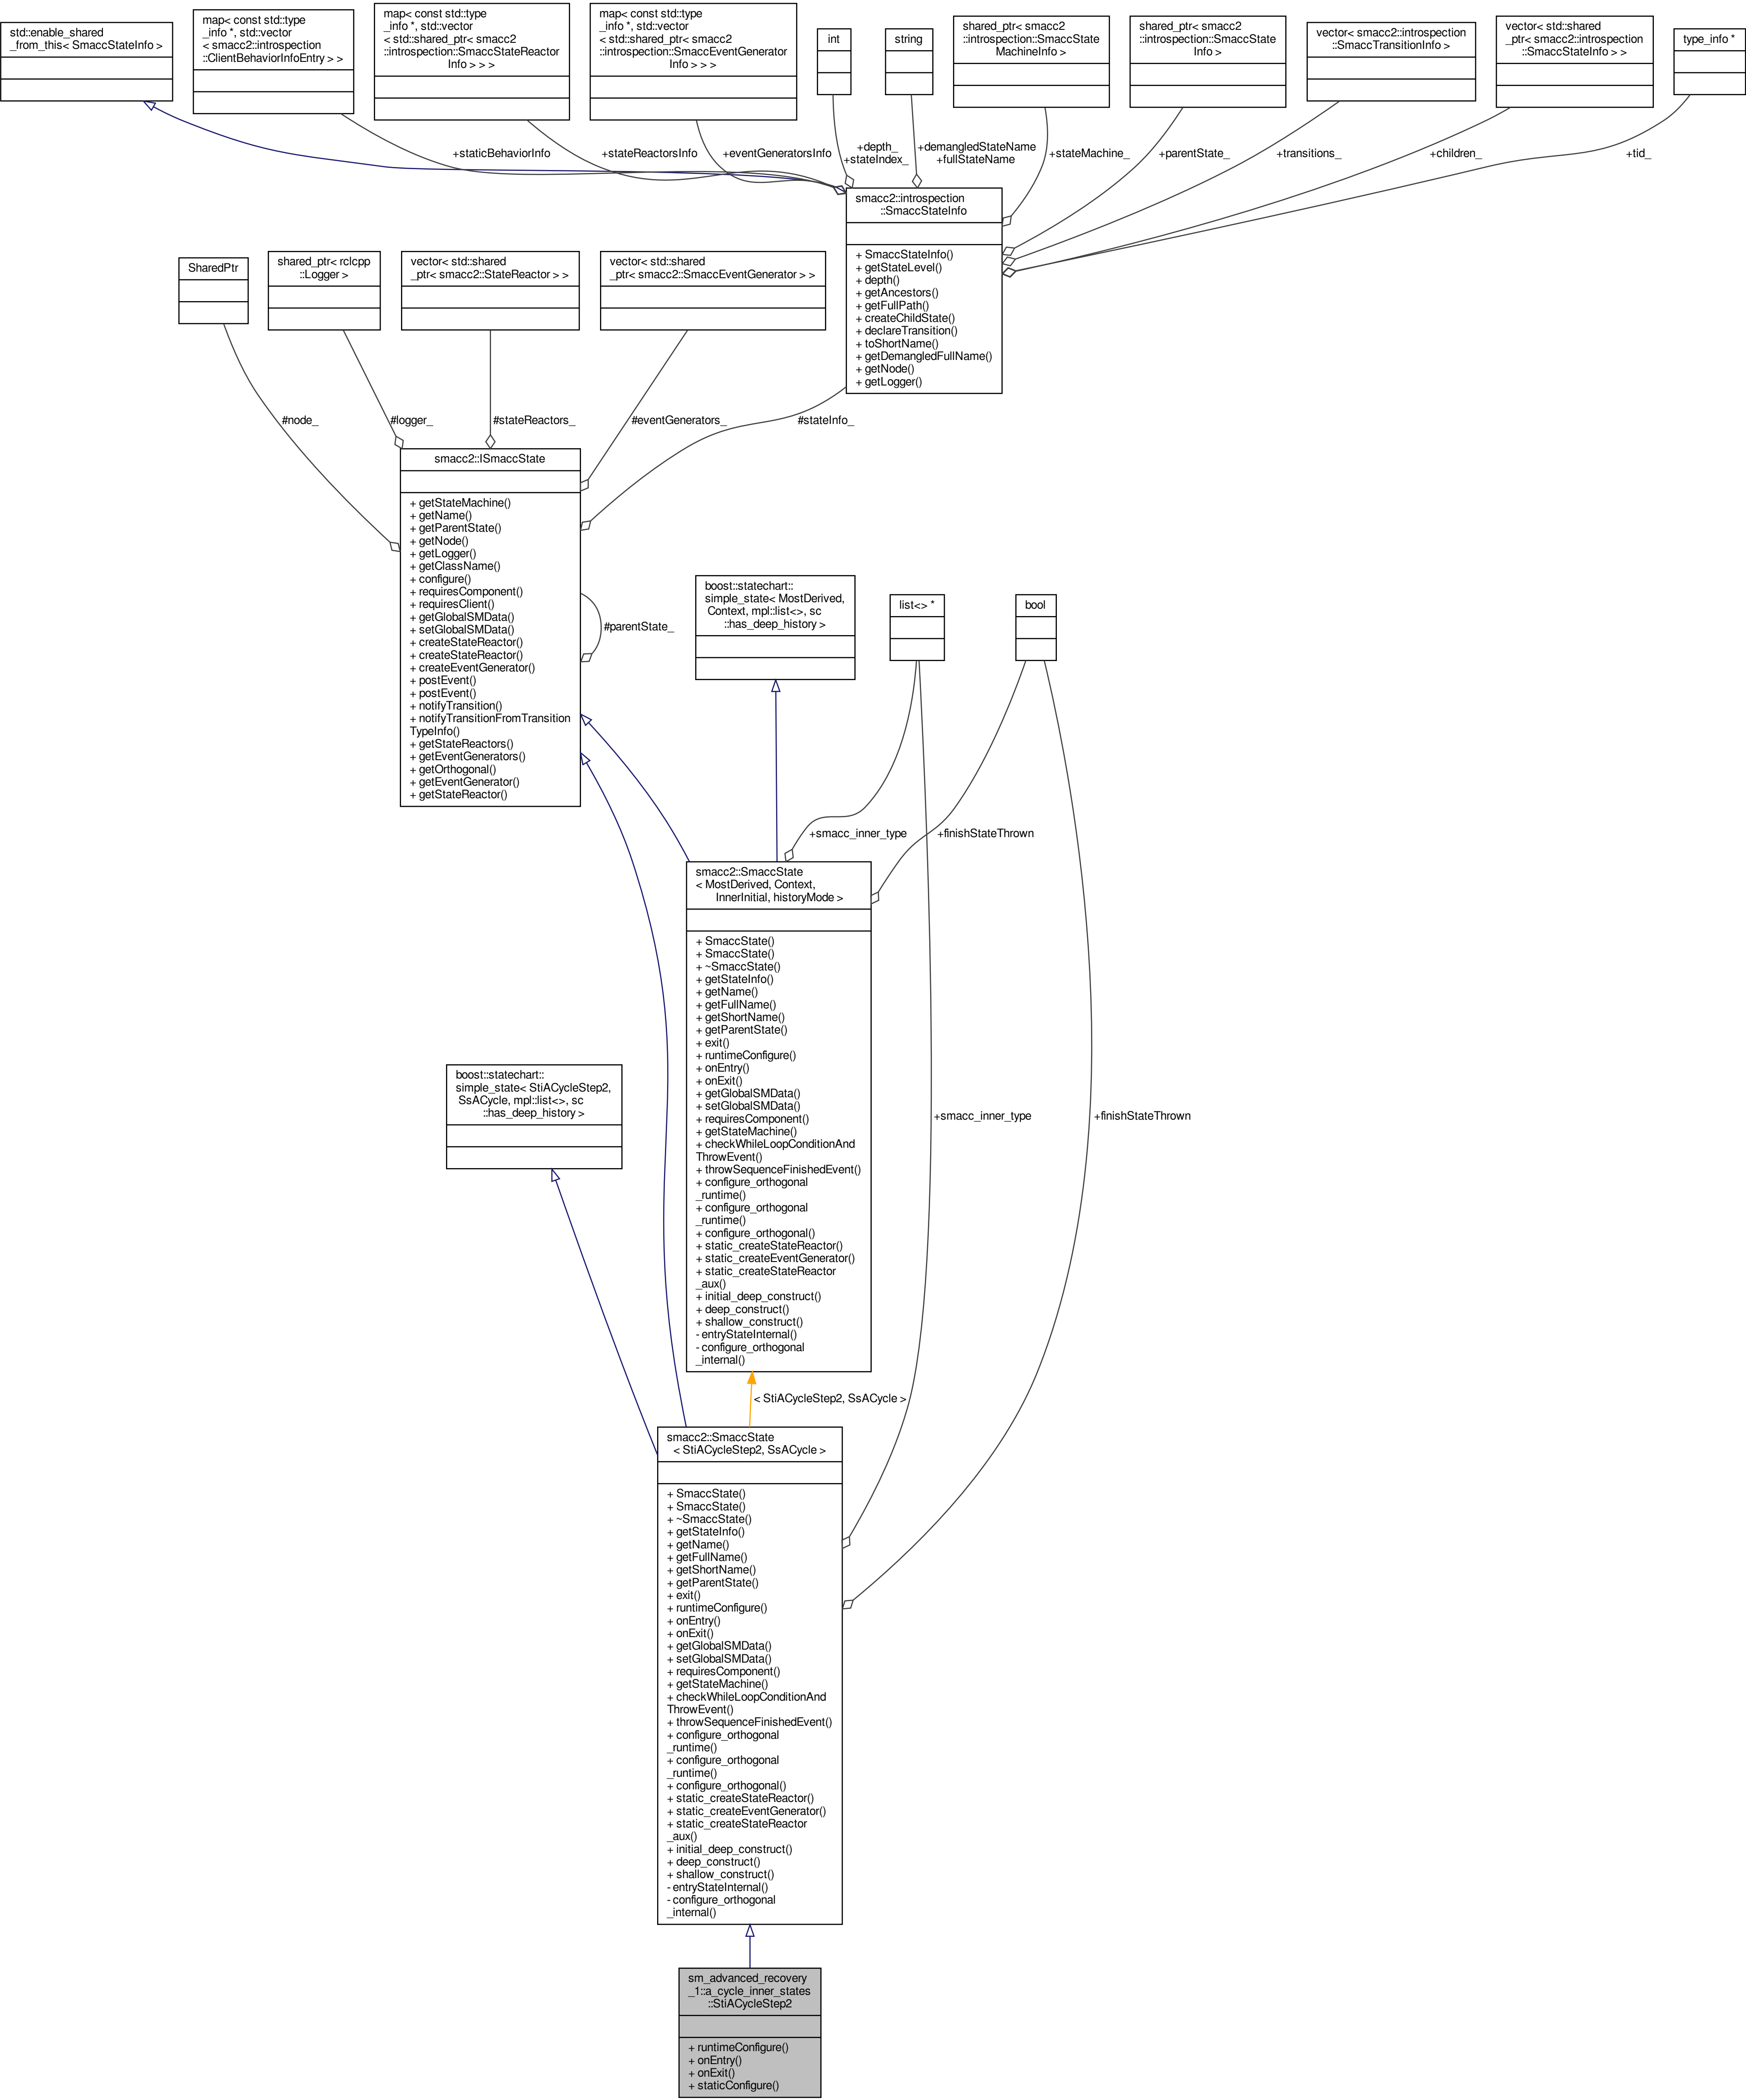 std::enable_shared
_from_this< SmaccStateInfo >
map< const std::type
_info *, std::vector
< smacc2::introspection
::ClientBehaviorInfoEntry > >
map< const std::type
_info *, std::vector
< std::shared_ptr< smacc2
::introspection::SmaccStateReactor
Info > > >
map< const std::type
_info *, std::vector
< std::shared_ptr< smacc2
::introspection::SmaccEventGenerator
Info > > >
int
string
shared_ptr< smacc2
::introspection::SmaccState
MachineInfo >
shared_ptr< smacc2
::introspection::SmaccState
Info >
vector< smacc2::introspection
::SmaccTransitionInfo >
vector< std::shared
_ptr< smacc2::introspection
::SmaccStateInfo > >
type_info *
+staticBehaviorInfo
+stateReactorsInfo
+eventGeneratorsInfo
+depth_
+stateIndex_
+demangledStateName
+fullStateName
+stateMachine_
+parentState_
+transitions_
+children_
+tid_
smacc2::introspection
::SmaccStateInfo
+ SmaccStateInfo()
+ getStateLevel()
+ depth()
+ getAncestors()
+ getFullPath()
+ createChildState()
+ declareTransition()
+ toShortName()
+ getDemangledFullName()
+ getNode()
+ getLogger()
SharedPtr
shared_ptr< rclcpp
::Logger >
vector< std::shared
_ptr< smacc2::StateReactor > >
vector< std::shared
_ptr< smacc2::SmaccEventGenerator > >
#node_
#logger_
#stateReactors_
#eventGenerators_
#stateInfo_
smacc2::ISmaccState
+ getStateMachine()
+ getName()
+ getParentState()
+ getNode()
+ getLogger()
+ getClassName()
+ configure()
+ requiresComponent()
+ requiresClient()
+ getGlobalSMData()
+ setGlobalSMData()
+ createStateReactor()
+ createStateReactor()
+ createEventGenerator()
+ postEvent()
+ postEvent()
+ notifyTransition()
+ notifyTransitionFromTransition
TypeInfo()
+ getStateReactors()
+ getEventGenerators()
+ getOrthogonal()
+ getEventGenerator()
+ getStateReactor()
#parentState_
boost::statechart::
simple_state< MostDerived,
Context, mpl::list<>, sc
::has_deep_history >
list<> *
bool
+smacc_inner_type
+finishStateThrown
smacc2::SmaccState
< MostDerived, Context,
InnerInitial, historyMode >
+ SmaccState()
+ SmaccState()
+ ~SmaccState()
+ getStateInfo()
+ getName()
+ getFullName()
+ getShortName()
+ getParentState()
+ exit()
+ runtimeConfigure()
+ onEntry()
+ onExit()
+ getGlobalSMData()
+ setGlobalSMData()
+ requiresComponent()
+ getStateMachine()
+ checkWhileLoopConditionAnd
ThrowEvent()
+ throwSequenceFinishedEvent()
+ configure_orthogonal
_runtime()
+ configure_orthogonal
_runtime()
+ configure_orthogonal()
+ static_createStateReactor()
+ static_createEventGenerator()
+ static_createStateReactor
_aux()
+ initial_deep_construct()
+ deep_construct()
+ shallow_construct()
- entryStateInternal()
- configure_orthogonal
_internal()
boost::statechart::
simple_state< StiACycleStep2,
SsACycle, mpl::list<>, sc
::has_deep_history >
+smacc_inner_type
+finishStateThrown
< StiACycleStep2, SsACycle >
smacc2::SmaccState
< StiACycleStep2, SsACycle >
+ SmaccState()
+ SmaccState()
+ ~SmaccState()
+ getStateInfo()
+ getName()
+ getFullName()
+ getShortName()
+ getParentState()
+ exit()
+ runtimeConfigure()
+ onEntry()
+ onExit()
+ getGlobalSMData()
+ setGlobalSMData()
+ requiresComponent()
+ getStateMachine()
+ checkWhileLoopConditionAnd
ThrowEvent()
+ throwSequenceFinishedEvent()
+ configure_orthogonal
_runtime()
+ configure_orthogonal
_runtime()
+ configure_orthogonal()
+ static_createStateReactor()
+ static_createEventGenerator()
+ static_createStateReactor
_aux()
+ initial_deep_construct()
+ deep_construct()
+ shallow_construct()
- entryStateInternal()
- configure_orthogonal
_internal()
sm_advanced_recovery
_1::a_cycle_inner_states
::StiACycleStep2
+ runtimeConfigure()
+ onEntry()
+ onExit()
+ staticConfigure()